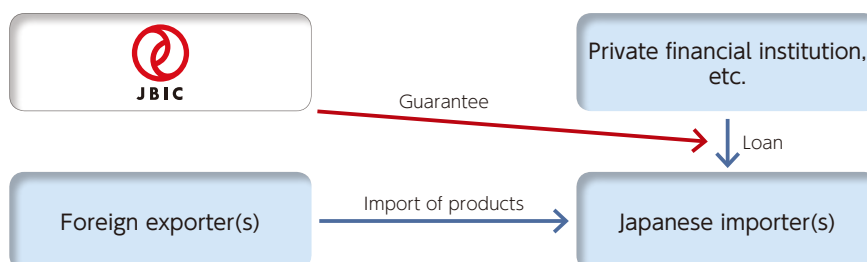 JBIC
Private financial institution,
etc.
Guarantee
Loan
Foreign exporter(s)
Import of products
Japanese importer(s)